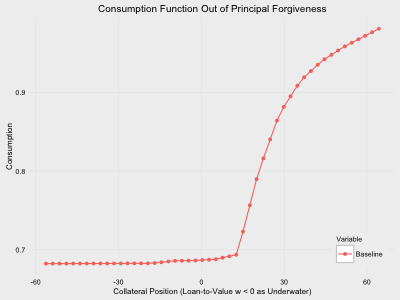 Consumption Function Out of Principal Forgiveness
Consumption
0.9
0.8
0.7
-60
-30
0
30
60
Collateral Position (Loan-to-Value w < 0 as Underwater)
Variable
Baseline